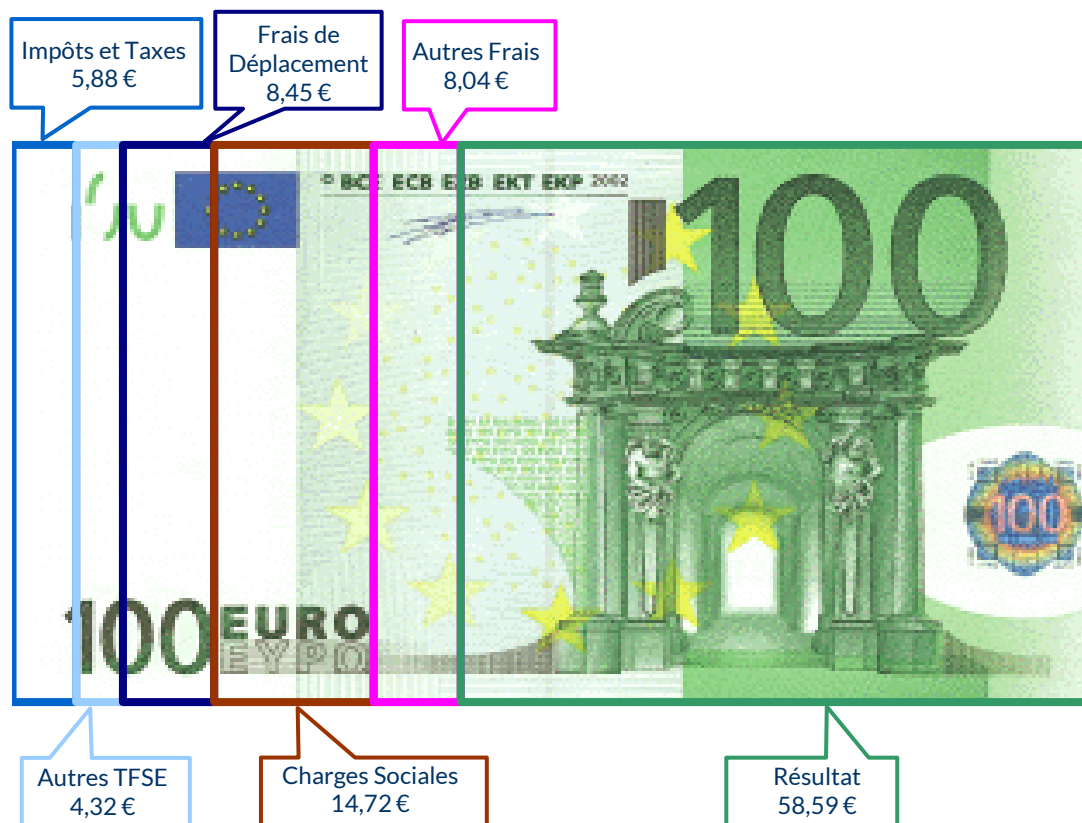 Impôts et Taxes
5,88 €
Frais de
Déplacement
8,45 €
Autres Frais
8,04 €
© BCE ECB EZB EKT EKP 2002
100
100
100 EURO
ΕΥΡΩ
Autres TFSE
4,32 €
Charges Sociales
14,72 €
Résultat
58,59 €